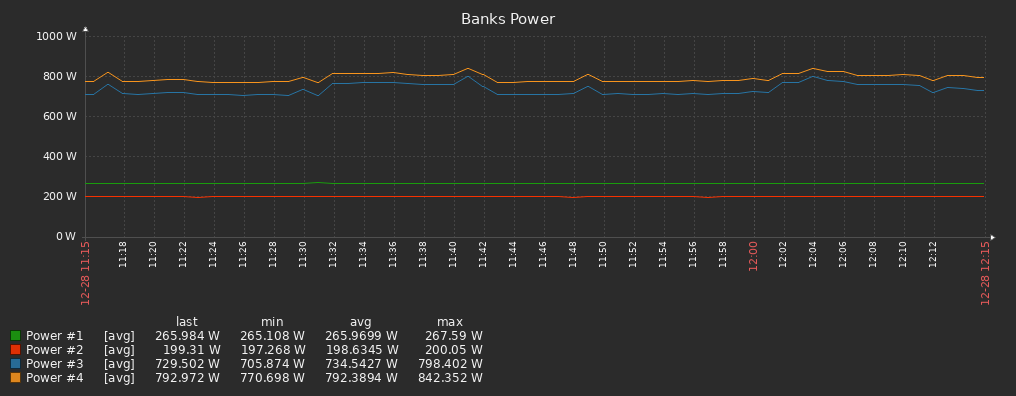 Banks Power
1000 W
800 W
600 W
400 W
200 W
0 W
12-28 11:15
11:18
11:20
11:22
11:24
11:26
11:28
11:30
11:32
11:34
11:36
11:38
11:40
11:42
11:44
11:46
11:48
11:50
11:52
11:54
11:56
11:58
12:00
12:02
12:04
12:06
12:08
12:10
12:12
12-28 12:15
last min avg max
Power #1 [avg] 265.984 W 265.108 W 265.9699 W 267.59 W
Power #2 [avg] 199.31 W 197.268 W 198.6345 W 200.05 W
Power #3 [avg] 729.502 W 705.874 W 734.5427 W 798.402 W
Power #4 [avg] 792.972 W 770.698 W 792.3894 W 842.352 W